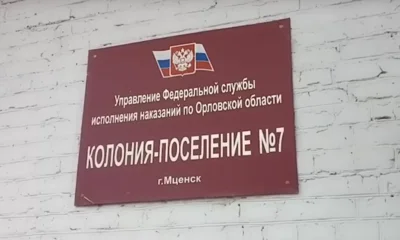 Управление Федеральной службы
исполнения наказаний по Орловской области
КОЛОНИЯ-ПОСЕЛЕНИЕ №7
г.Мценск